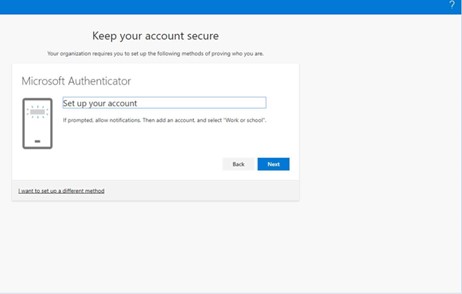 ?
Keep your account secure
Your organization requires you to set up the following methods of proving who you are.
Microsoft Authenticator
Set up your account
If prompted, allow notifications. Then add an account, and select "Work or school".
Back
Next
I want to set up a different method